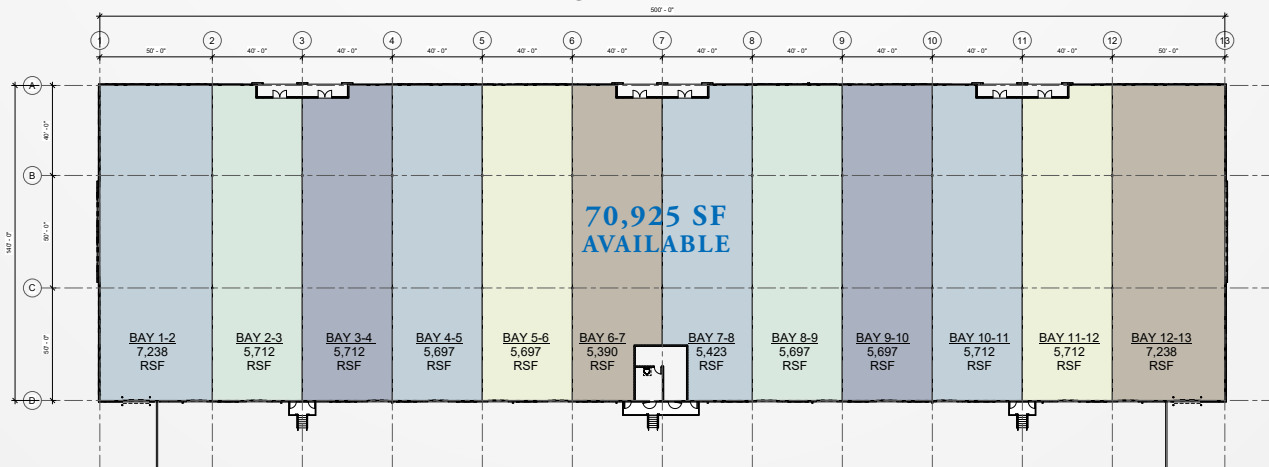 500' - 0"
1 2 3 4 5 6 7 8 9 10 11 12 13
50' - 0" 40' - 0" 40' - 0" 40' - 0" 40' - 0" 40' - 0" 40' - 0" 40' - 0" 40' - 0" 40' - 0" 40' - 0" 50' - 0"
A
40' - 0"
B
140' - 0"
50' - 0"
C
50' - 0"
D
70,925 SF
AVAILABLE
BAY 1-2
7,238
RSF
BAY 2-3
5,712
RSF
BAY 3-4
5,712
RSF
BAY 4-5
5,697
RSF
BAY 5-6
5,697
RSF
BAY 6-7
5,390
RSF
BAY 7-8
5,423
RSF
BAY 8-9
5,697
RSF
BAY 9-10
5,697
RSF
BAY 10-11
5,712
RSF
BAY 11-12
5,712
RSF
BAY 12-13
7,238
RSF